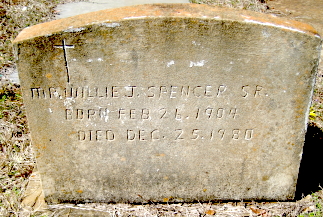 MR. WILLIE J. SPENCER SR.
BORN FEB 26, 1904
DIED DEC. 25, 1980